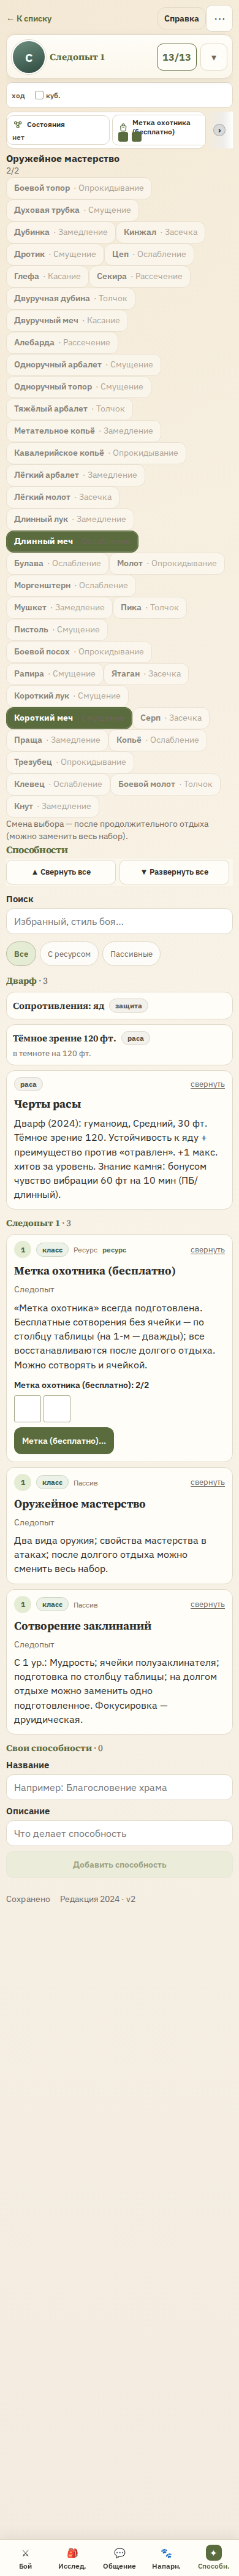 ← К списку
Справка
⋯
С
Следопыт 1
13/13
▼
ход
куб.
Состояния
нет
Метка охотника
(бесплатно)
›
Оружейное мастерство
2/2
Боевой топор · Опрокидывание
Духовая трубка · Смущение
Дубинка · Замедление
Кинжал · Засечка
Дротик · Смущение
Цеп · Ослабление
Глефа · Касание
Секира · Рассечение
Двуручная дубина · Толчок
Двуручный меч · Касание
Алебарда · Рассечение
Одноручный арбалет · Смущение
Одноручный топор · Смущение
Тяжёлый арбалет · Толчок
Метательное копьё · Замедление
Кавалерийское копьё · Опрокидывание
Лёгкий арбалет · Замедление
Лёгкий молот · Засечка
Длинный лук · Замедление
Длинный меч
Булава · Ослабление
Молот · Опрокидывание
Моргенштерн · Ослабление
Мушкет · Замедление
Пика · Толчок
Пистоль · Смущение
Боевой посох · Опрокидывание
Рапира · Смущение
Ятаган · Засечка
Короткий лук · Смущение
Короткий меч
Серп · Засечка
Праща · Замедление
Копьё · Ослабление
Трезубец · Опрокидывание
Клевец · Ослабление
Боевой молот · Толчок
Кнут · Замедление
Смена выбора — после продолжительного отдыха
(можно заменить весь набор).
Способности
▲ Свернуть все
▼ Развернуть все
Поиск
Избранный, стиль боя…
Все
С ресурсом
Пассивные
Дварф · 3
Сопротивления: яд
защита
Тёмное зрение 120 фт.
раса
в темноте на 120 фт.
раса
свернуть
Черты расы
Дварф (2024): гуманоид, Средний, 30 фт.
Тёмное зрение 120. Устойчивость к яду +
преимущество против «отравлен». +1 макс.
хитов за уровень. Знание камня: бонусом
чувство вибрации 60 фт на 10 мин (ПБ/
длинный).
Следопыт 1 · 3
1
класс
Ресурс
ресурс
свернуть
Метка охотника (бесплатно)
Следопыт
«Метка охотника» всегда подготовлена.
Бесплатные сотворения без ячейки — по
столбцу таблицы (на 1-м — дважды); все
восстанавливаются после долгого отдыха.
Можно сотворять и ячейкой.
Метка охотника (бесплатно): 2/2
Метка (бесплатно)…
1
класс
Пассив
свернуть
Оружейное мастерство
Следопыт
Два вида оружия; свойства мастерства в
атаках; после долгого отдыха можно
сменить весь набор.
1
класс
Пассив
свернуть
Сотворение заклинаний
Следопыт
С 1 ур.: Мудрость; ячейки полузаклинателя;
подготовка по столбцу таблицы; на долгом
отдыхе можно заменить одно
подготовленное. Фокусировка —
друидическая.
Свои способности · 0
Название
Например: Благословение храма
Описание
Что делает способность
Добавить способность
Сохранено
Редакция 2024 · v2
Бой
Исслед.
Общение
Напарн.
Способн.